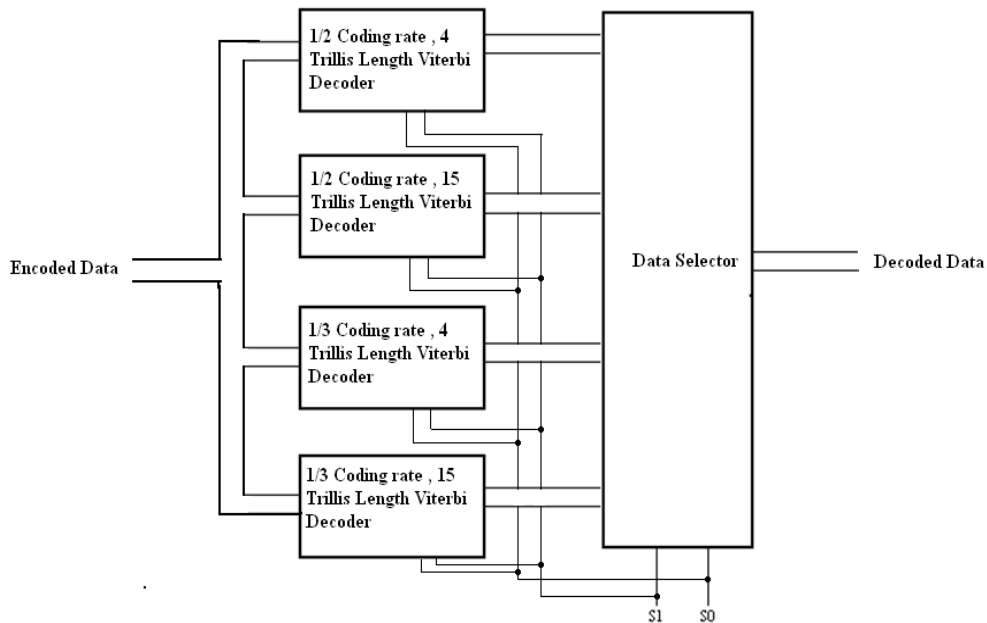 1/2 Coding rate , 4
Trillis Length Viterbi
Decoder
1/2 Coding rate , 15
Trillis Length Viterbi
Decoder
Encoded Data
Data Selector
Decoded Data
1/3 Coding rate , 4
Trillis Length Viterbi
Decoder
1/3 Coding rate , 15
Trillis Length Viterbi
Decoder
S1
S0